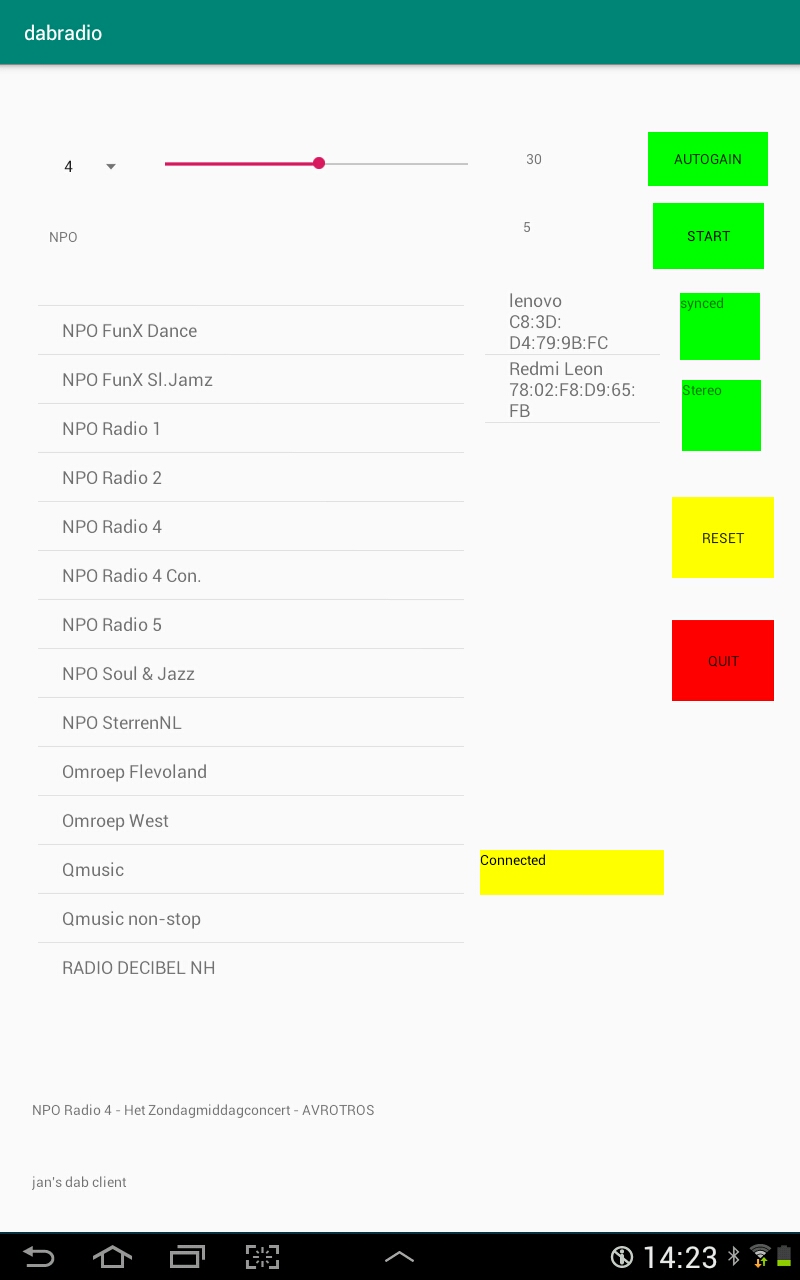 dabradio
4
30
AUTOGAIN
NPO
5
START
NPO FunX Dance
NPO FunX Sl.Jamz
NPO Radio 1
NPO Radio 2
NPO Radio 4
NPO Radio 4 Con.
NPO Radio 5
NPO Soul & Jazz
NPO SterrenNL
Omroep Flevoland
Omroep West
Qmusic
Qmusic non-stop
RADIO DECIBEL NH
lenovo
C8:3D:
D4:79:9B:FC
Redmi Leon
78:02:F8:D9:65:
FB
synced
Stereo
RESET
QUIT
Connected
NPO Radio 4 - Het Zondagmiddagconcert - AVROTROS
jan's dab client
14:23